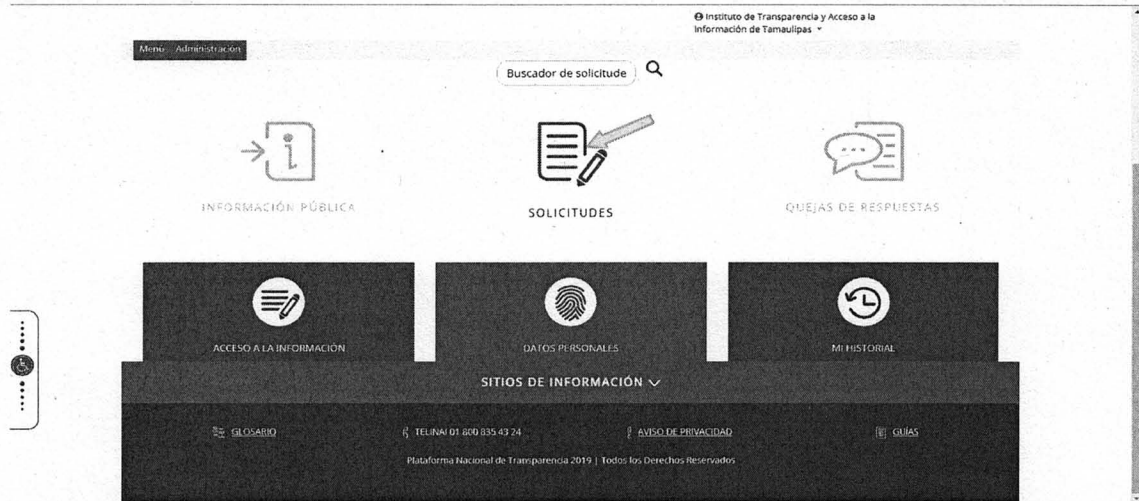 Instituto de Transparencia y Acceso a la
Información de Tamaulipas
Menú Administración
Buscador de solicitude
INFORMACIÓN PÚBLICA
SOLICITUDES
QUEJAS DE RESPUESTAS
ACCESO A LA INFORMACIÓN
DATOS PERSONALES
MI HISTORIAL
SITIOS DE INFORMACIÓN
GLOSARIO
TELINAI 01 800 835 43 24
AVISO DE PRIVACIDAD
GUÍAS
Plataforma Nacional de Transparencia 2019 | Todos los Derechos Reservados